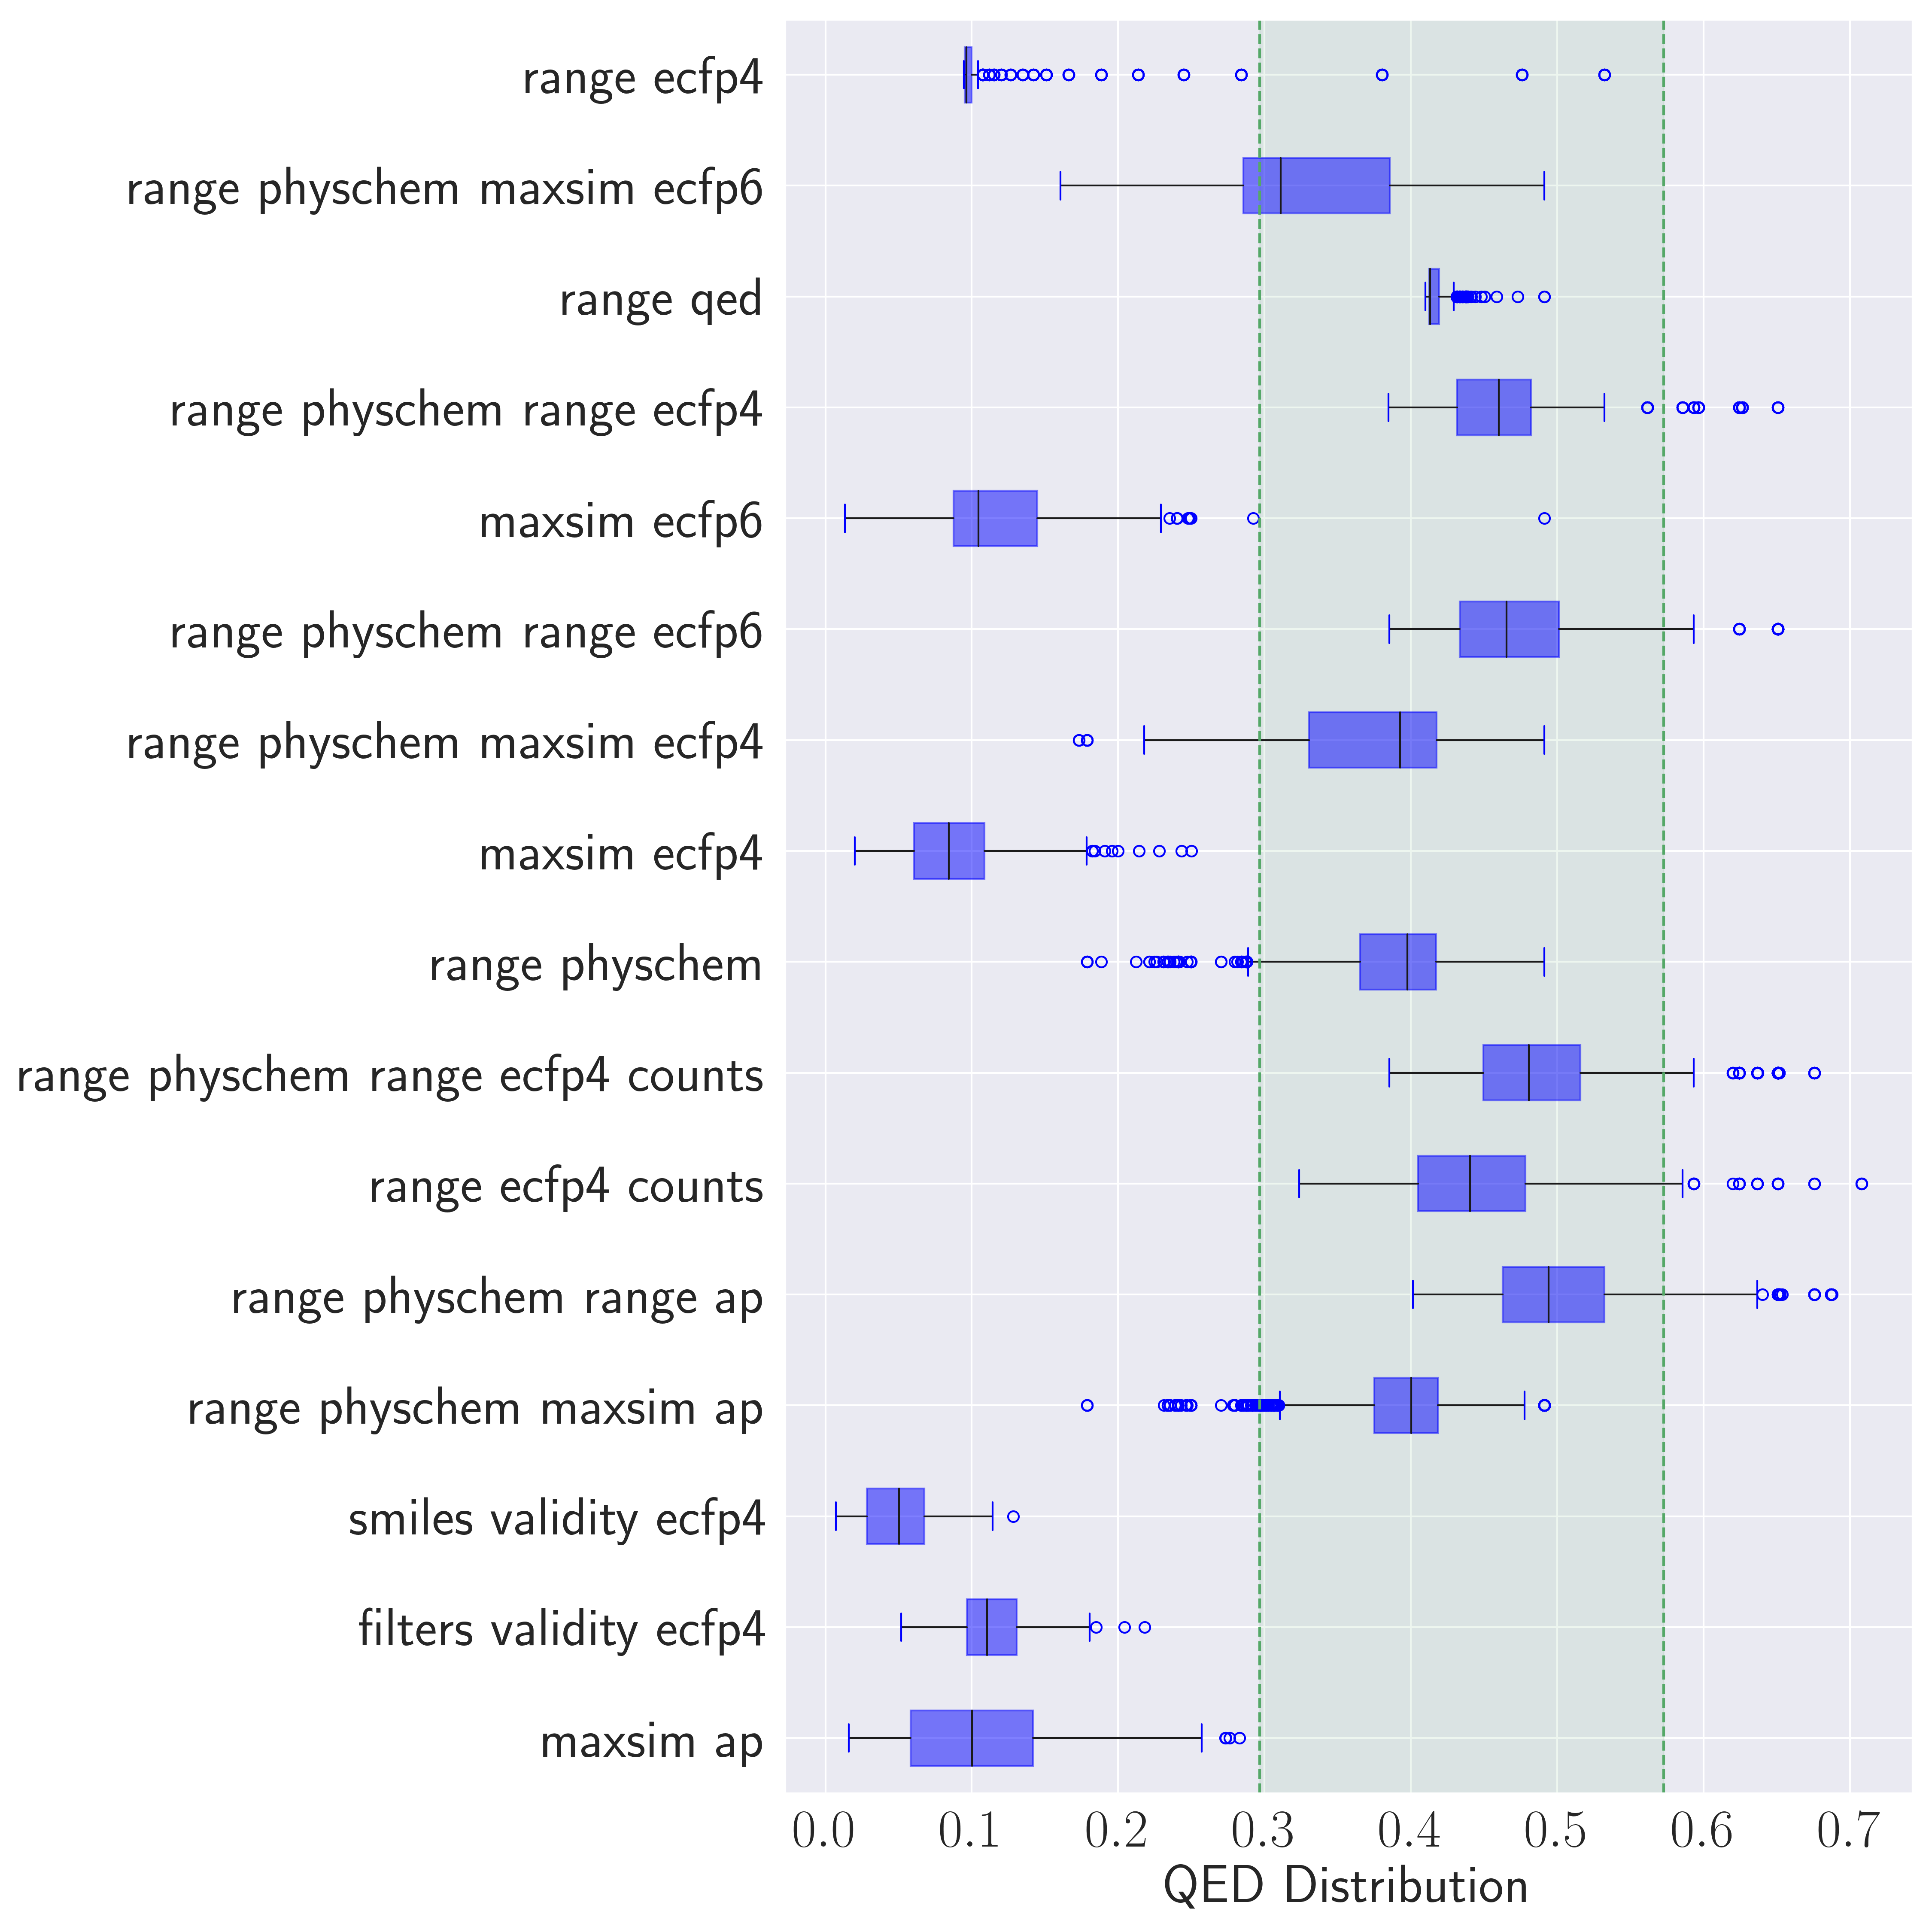 range ecfp4
range physchem maxsim ecfp6
range qed
range physchem range ecfp4
maxsim ecfp6
range physchem range ecfp6
range physchem maxsim ecfp4
maxsim ecfp4
range physchem
range physchem range ecfp4 counts
range ecfp4 counts
range physchem range ap
range physchem maxsim ap
smiles validity ecfp4
filters validity ecfp4
maxsim ap
0.0 0.1 0.2 0.3 0.4 0.5 0.6 0.7
QED Distribution